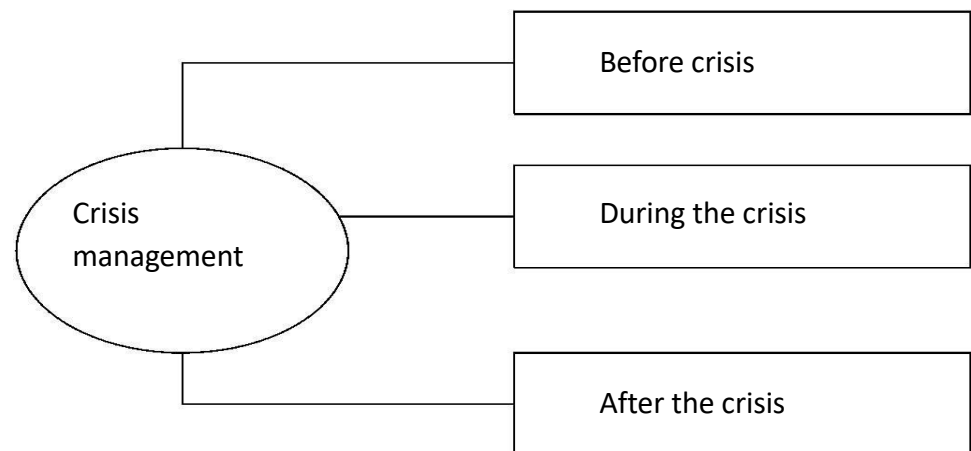 Before crisis
Crisis
management
During the crisis
After the crisis